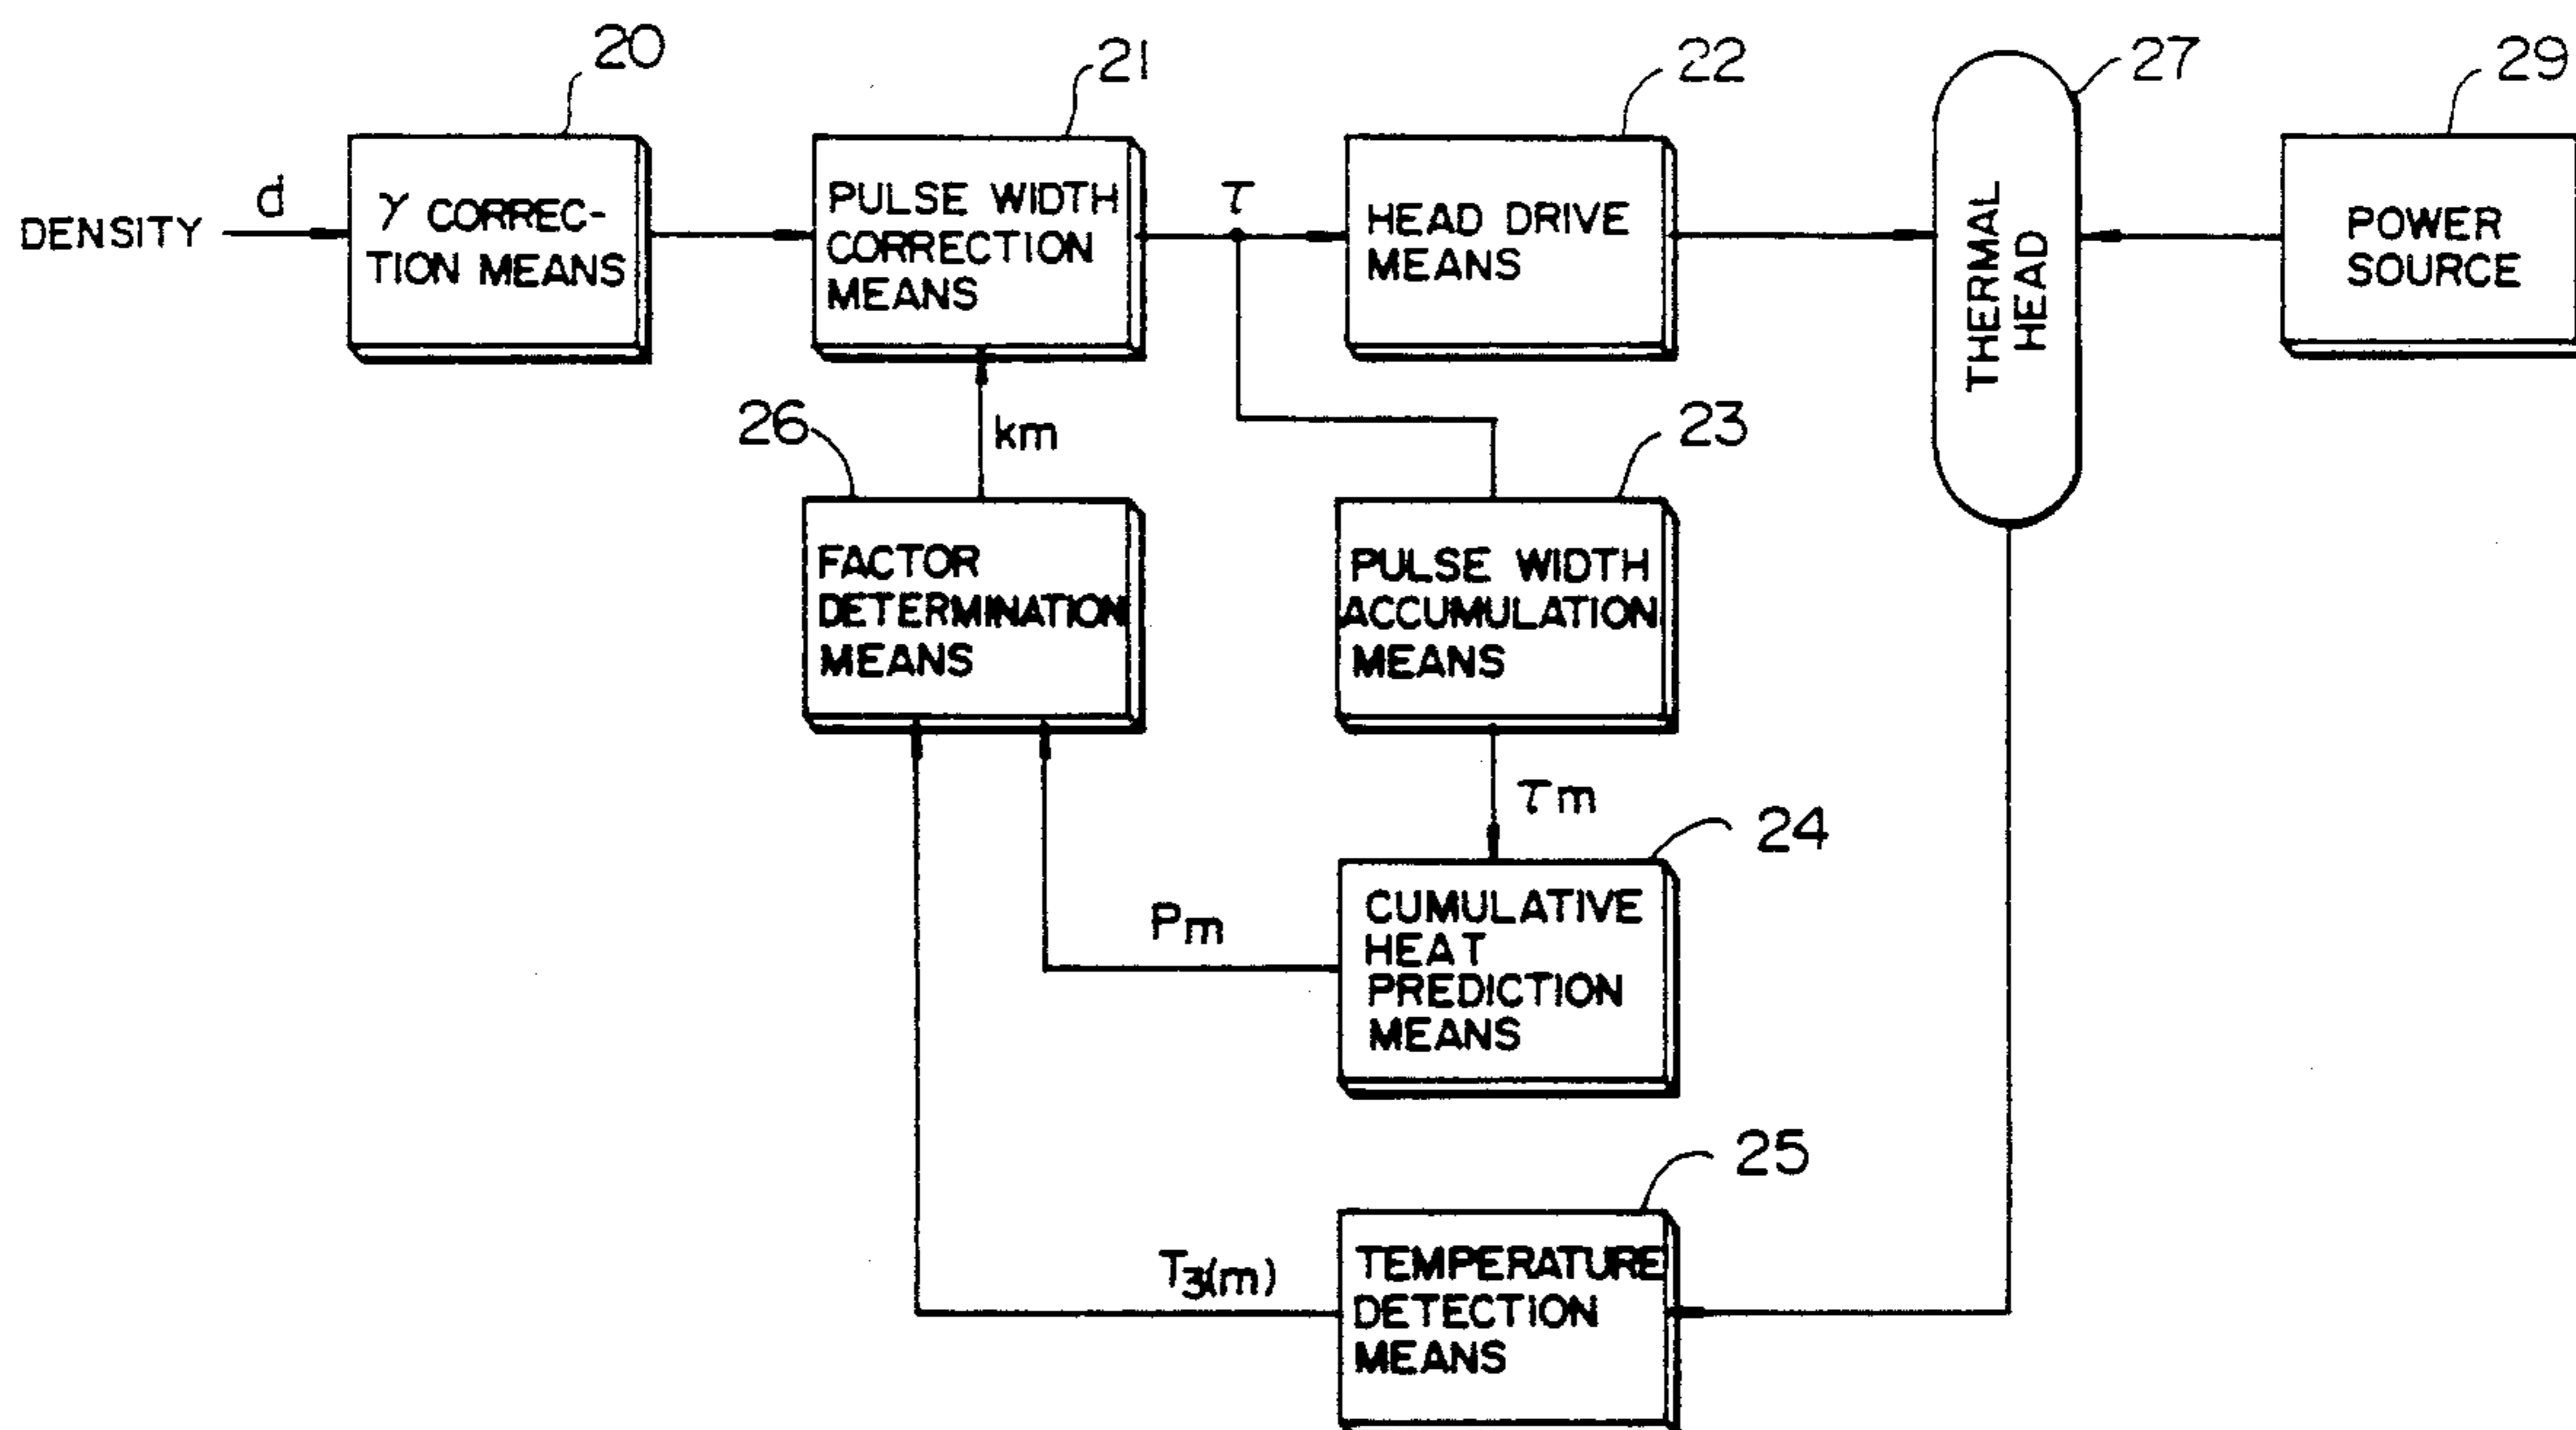 20
21
22
27
29
DENSITY
d
γ CORREC-
TION MEANS
PULSE WIDTH
CORRECTION
MEANS
τ
HEAD DRIVE
MEANS
THERMAL
HEAD
POWER
SOURCE
26
km
23
FACTOR
DETERMINATION
MEANS
PULSE WIDTH
ACCUMULATION
MEANS
τm
24
Pm
CUMULATIVE
HEAT
PREDICTION
MEANS
25
T3(m)
TEMPERATURE
DETECTION
MEANS